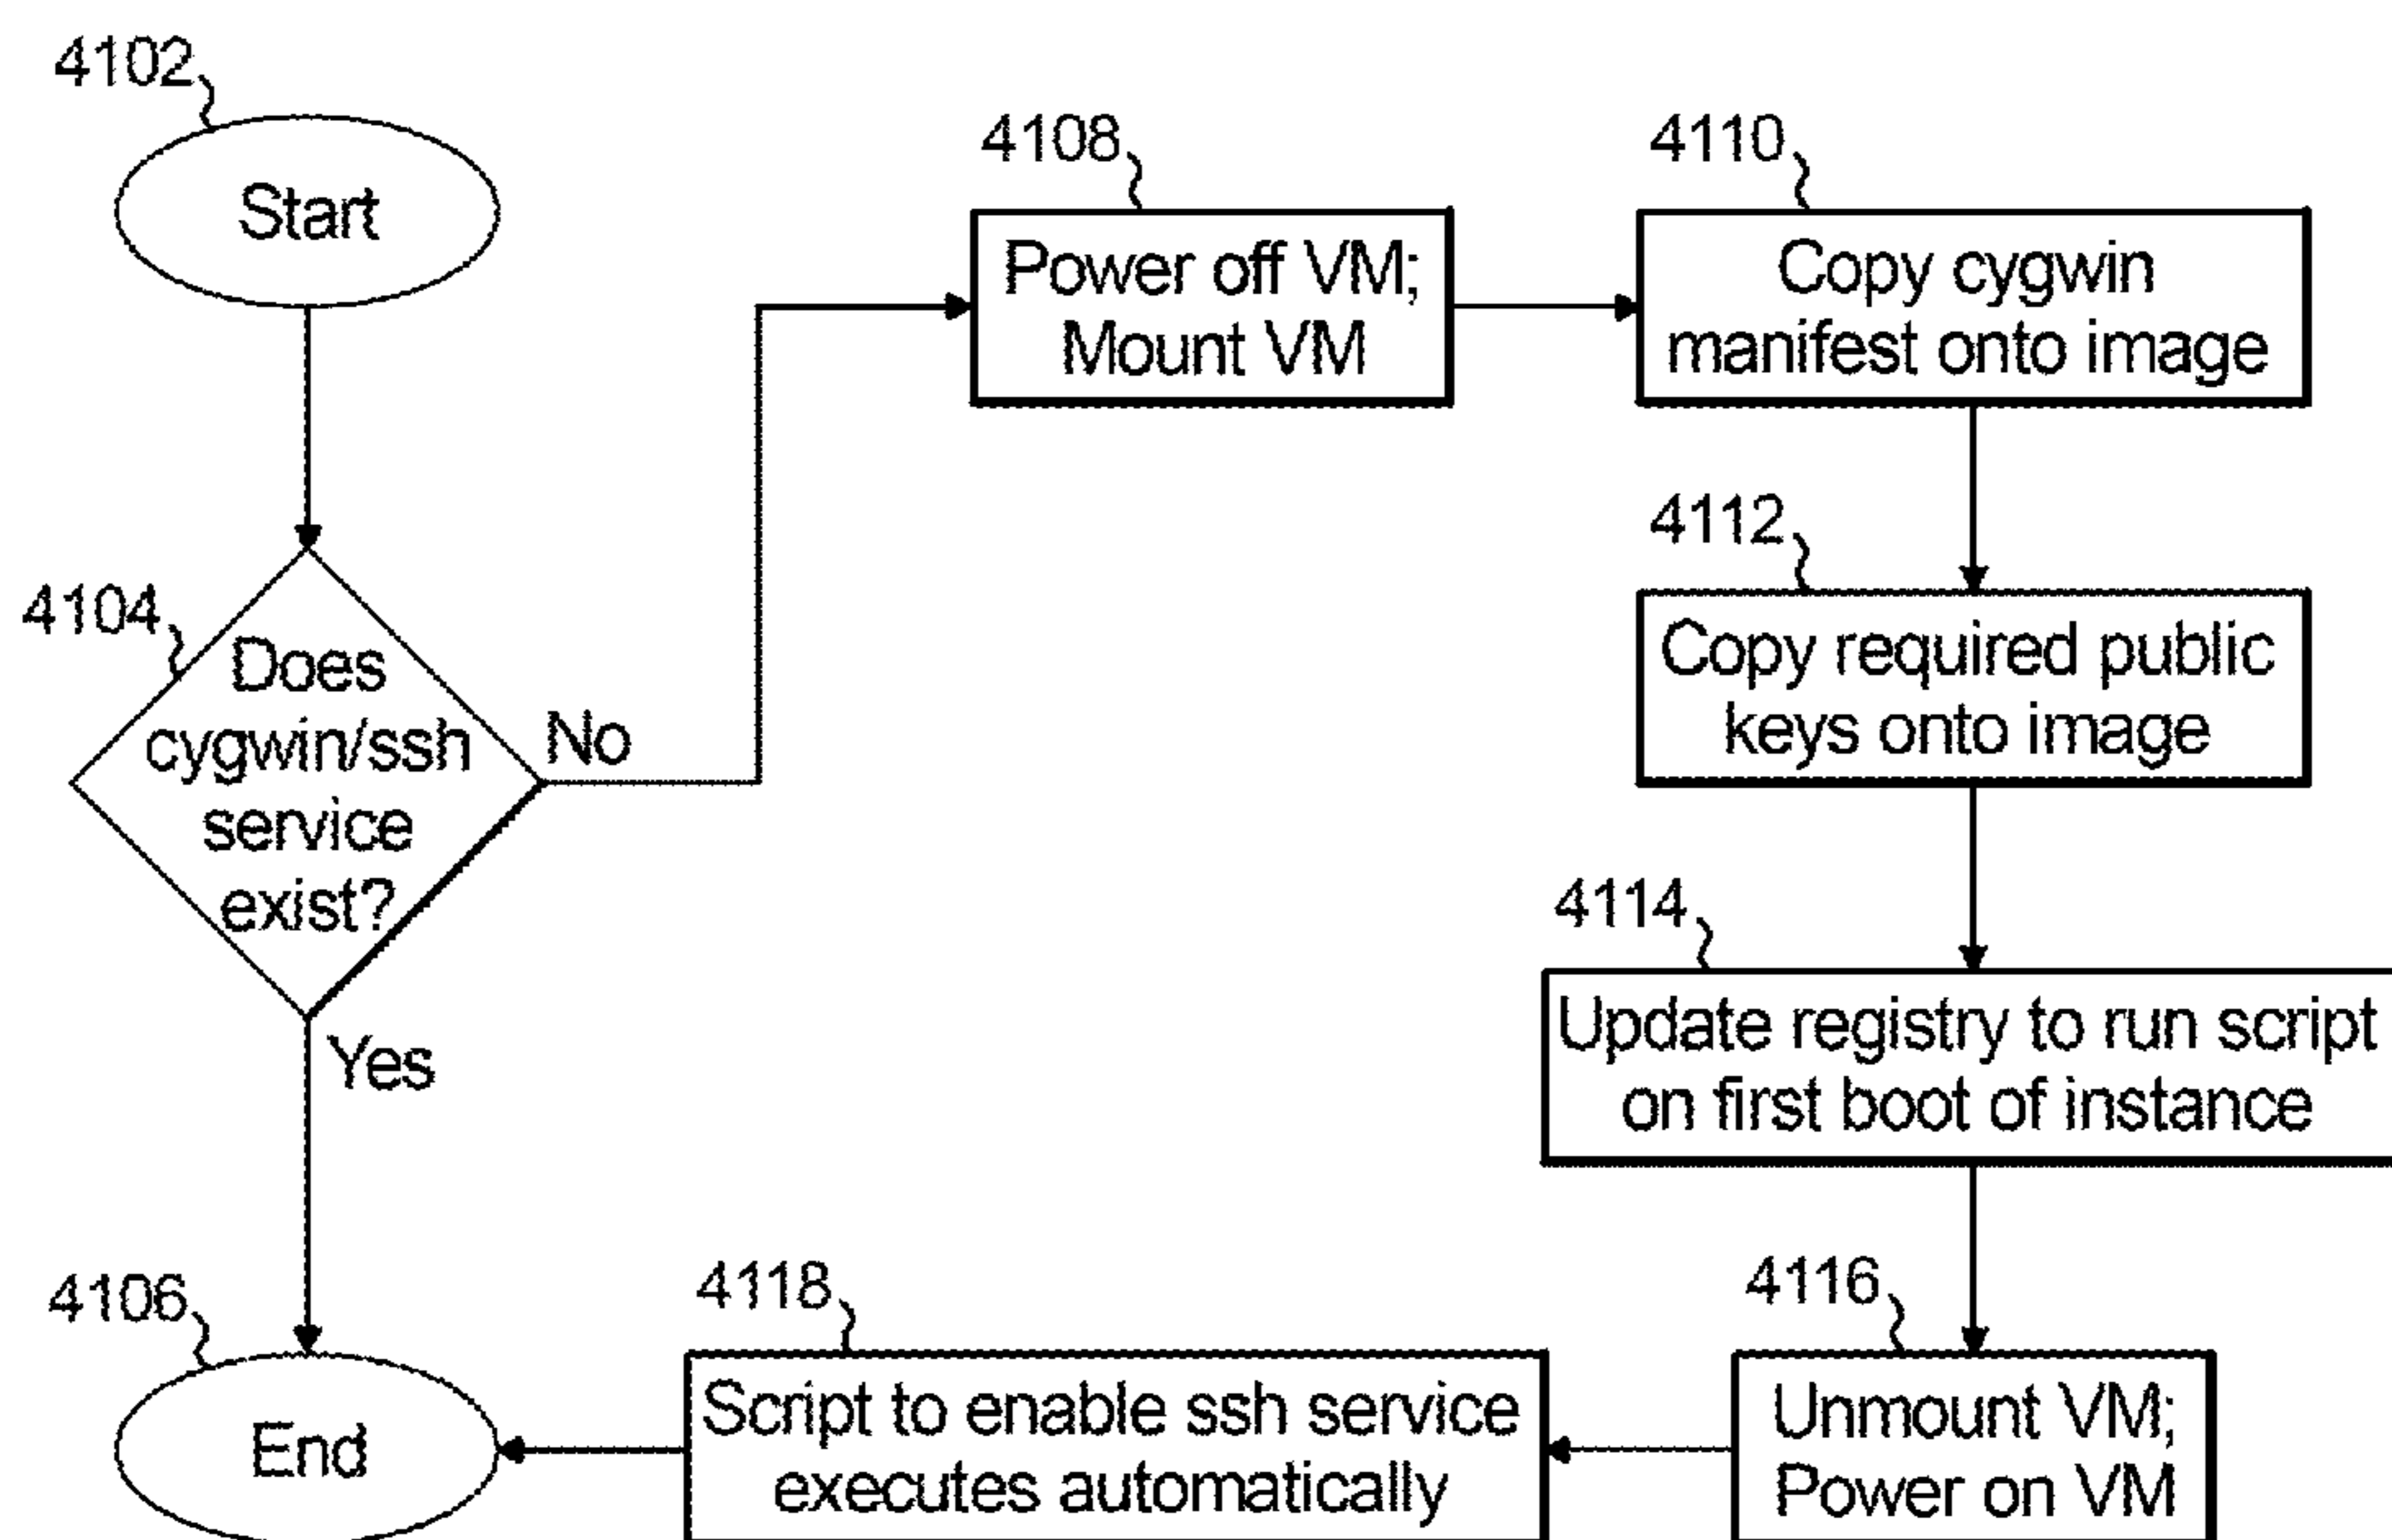 4102
Start
4104
Does
cygwin/ssh
service
exist?
No
Yes
4106
End
4108
Power off VM;
Mount VM
4110
Copy cygwin
manifest onto image
4112
Copy required public
keys onto image
4114
Update registry to run script
on first boot of instance
4116
Unmount VM;
Power on VM
4118
Script to enable ssh service
executes automatically